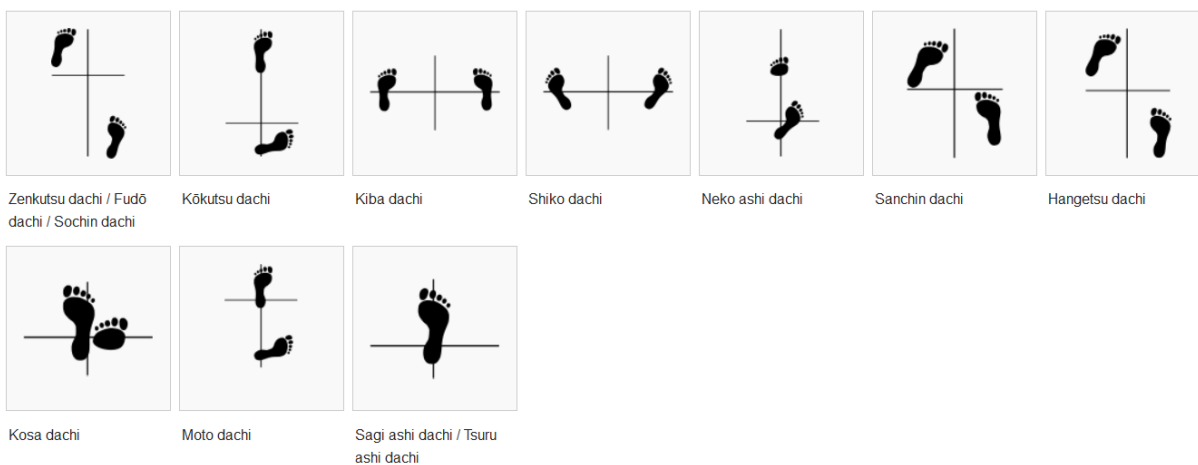 Zenkutsu dachi / Fudō
dachi / Sochin dachi
Kōkutsu dachi
Kiba dachi
Shiko dachi
Neko ashi dachi
Sanchin dachi
Hangetsu dachi
Kosa dachi
Moto dachi
Sagi ashi dachi / Tsuru
ashi dachi